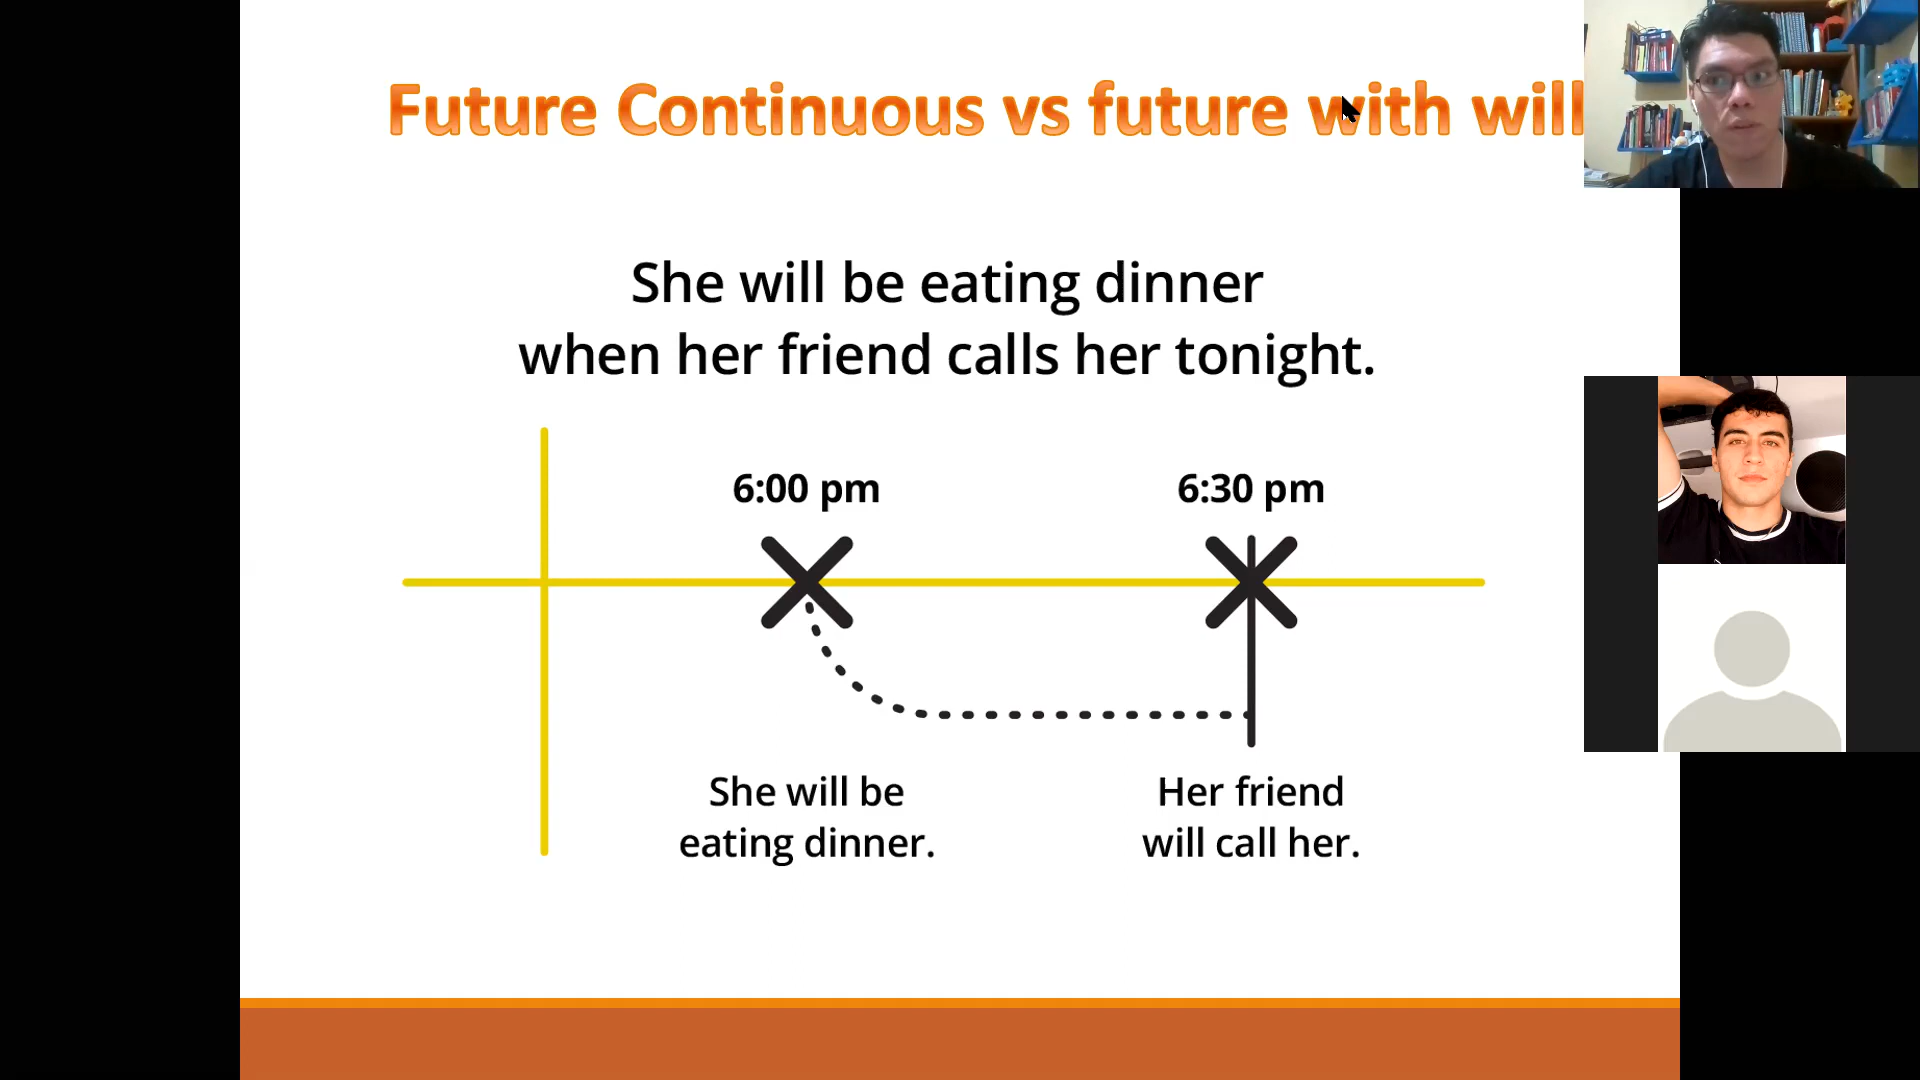 Future Continuous vs future with will
She will be eating dinner
when her friend calls her tonight.
6:00 pm
6:30 pm
She will be
eating dinner.
Her friend
will call her.